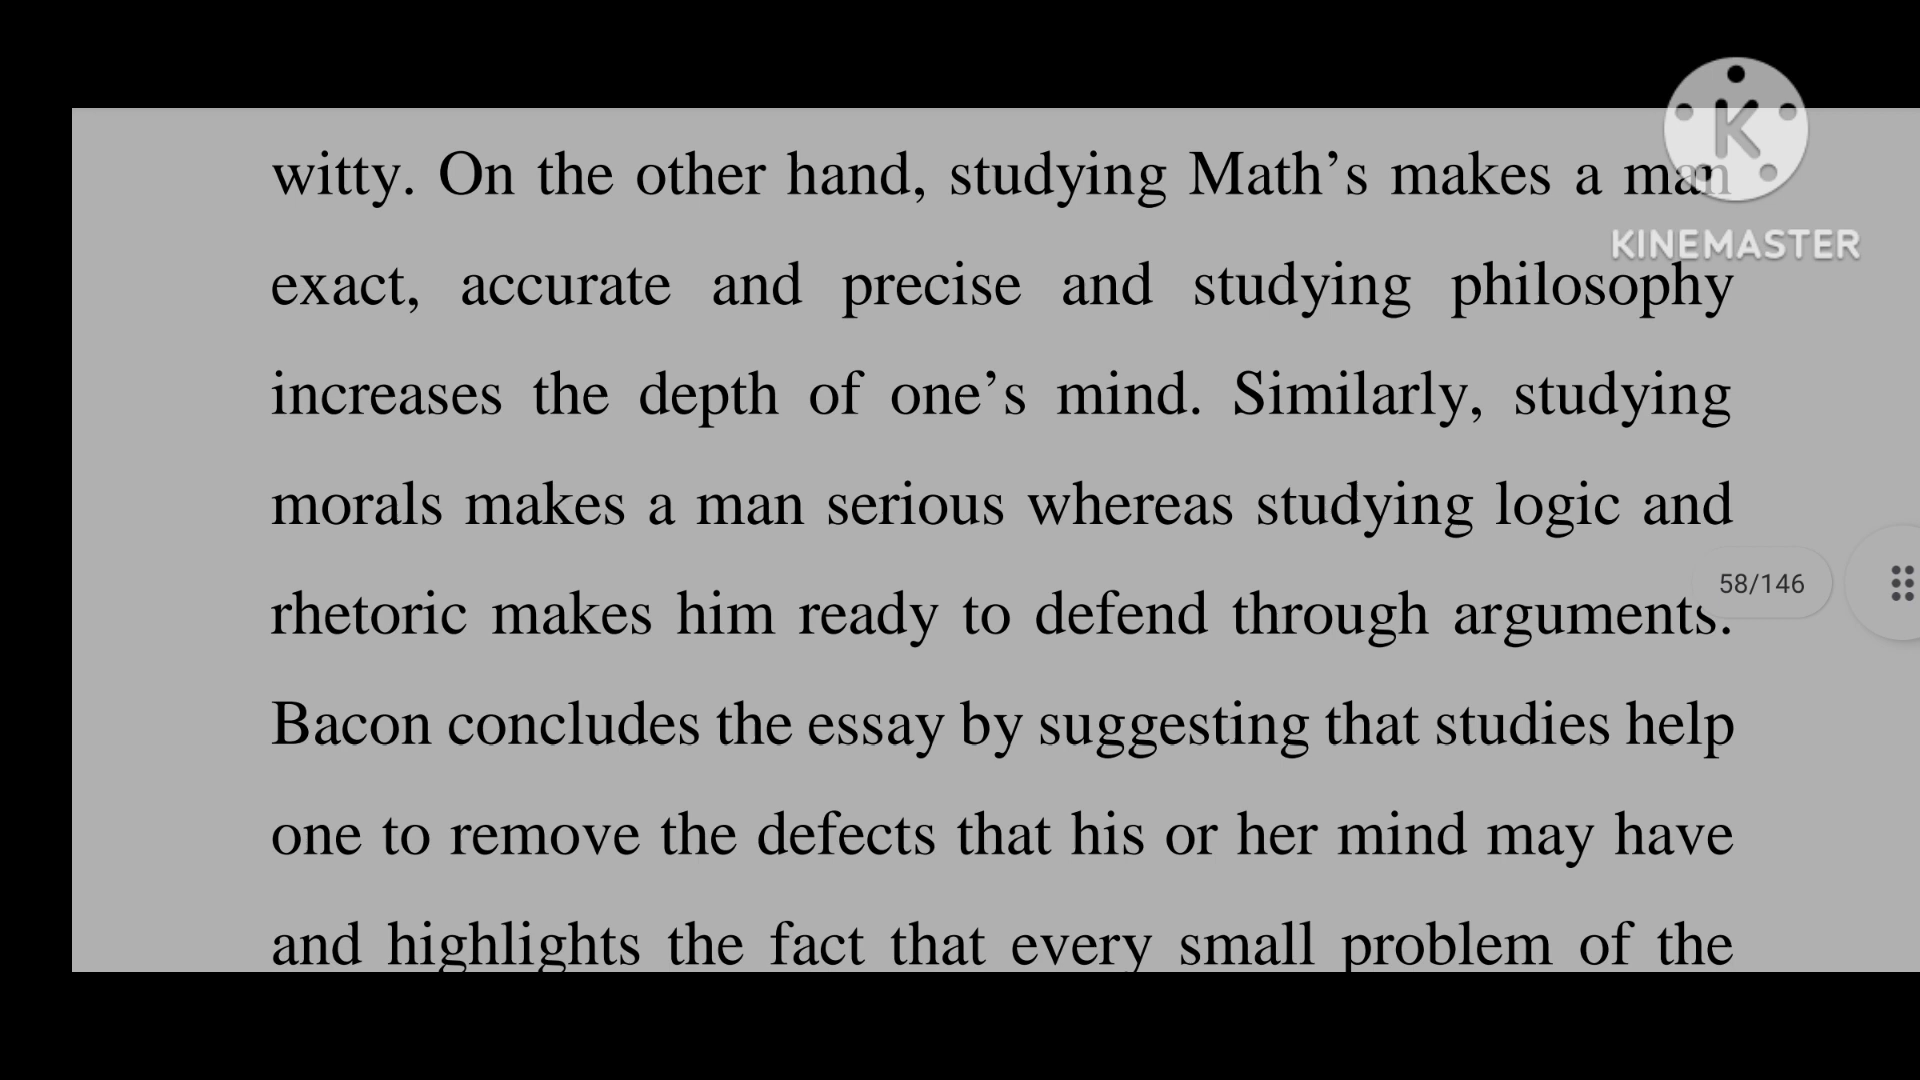 witty. On the other hand, studying Math’s makes a man
KINEMASTER
exact, accurate and precise and studying philosophy
increases the depth of one’s mind. Similarly, studying
morals makes a man serious whereas studying logic and
58/146
rhetoric makes him ready to defend through arguments.
Bacon concludes the essay by suggesting that studies help
one to remove the defects that his or her mind may have
and highlights the fact that every small problem of the